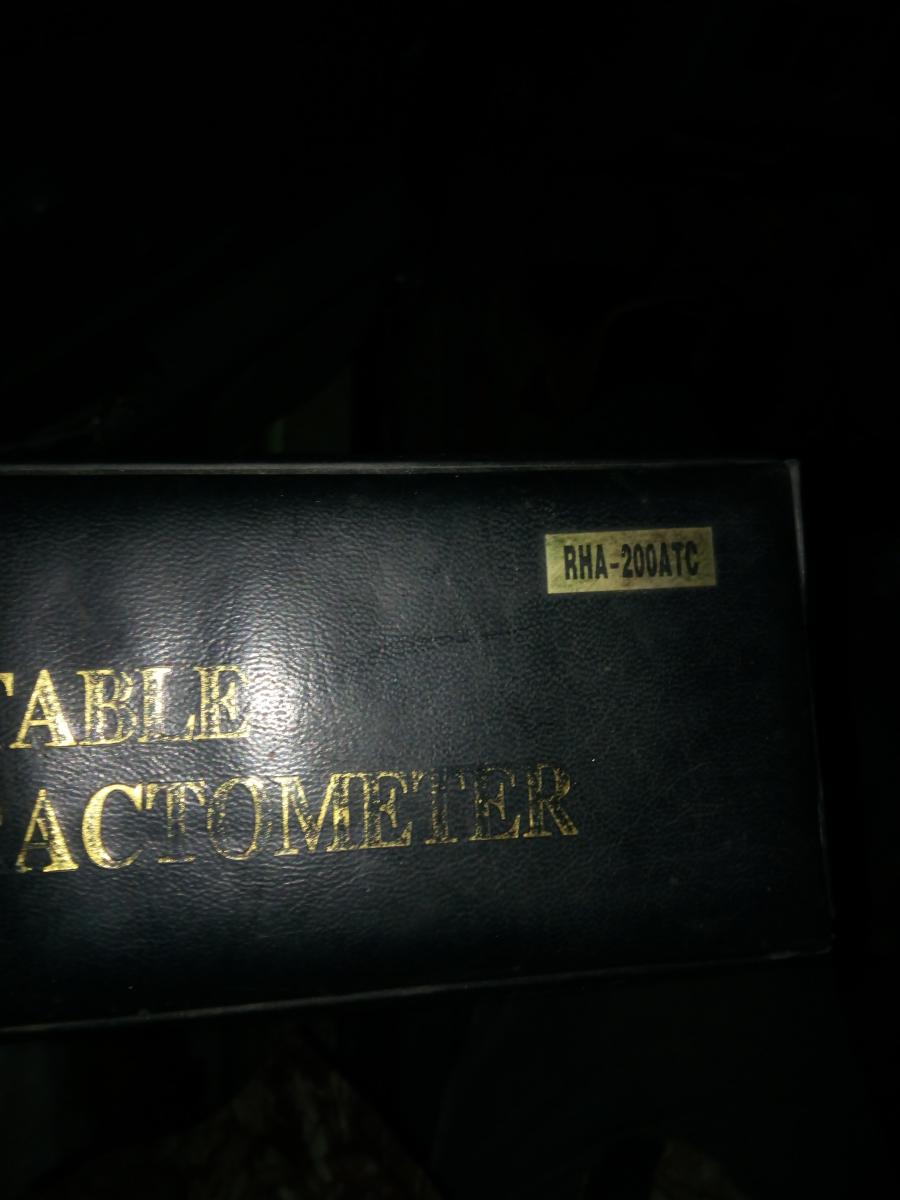 RHA-200ATC
TABLE
ACTOMETER